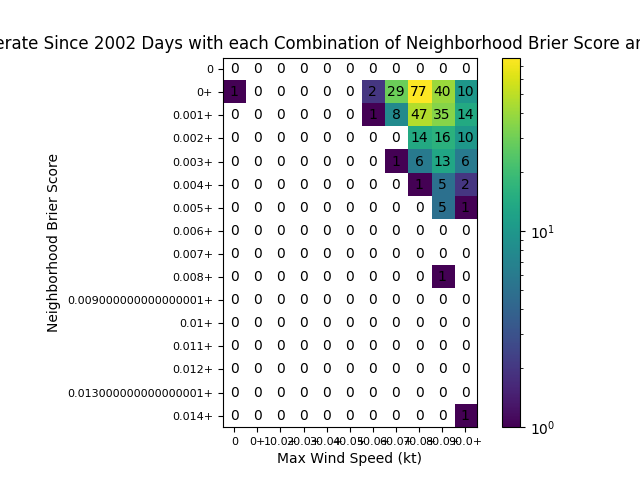 erate Since 2002 Days with each Combination of Neighborhood Brier Score a
0 0 0 0 0 0 0 0 0 0 0 0
0+ 1 0 0 0 0 0 2 29 77 40 10
0.001+ 0 0 0 0 0 0 1 8 47 35 14
0.002+ 0 0 0 0 0 0 0 0 14 16 10
0.003+ 0 0 0 0 0 0 0 1 6 13 6
0.004+ 0 0 0 0 0 0 0 0 1 5 2
0.005+ 0 0 0 0 0 0 0 0 0 5 1
0.006+ 0 0 0 0 0 0 0 0 0 0 0
0.007+ 0 0 0 0 0 0 0 0 0 0 0
0.008+ 0 0 0 0 0 0 0 0 0 1 0
0.009000000000000001+ 0 0 0 0 0 0 0 0 0 0 0
0.01+ 0 0 0 0 0 0 0 0 0 0 0
0.011+ 0 0 0 0 0 0 0 0 0 0 0
0.012+ 0 0 0 0 0 0 0 0 0 0 0
0.013000000000000001+ 0 0 0 0 0 0 0 0 0 0 0
0.014+ 0 0 0 0 0 0 0 0 0 0 1
0 0+
Max Wind Speed (kt)
Neighborhood Brier Score
10^1
10^0